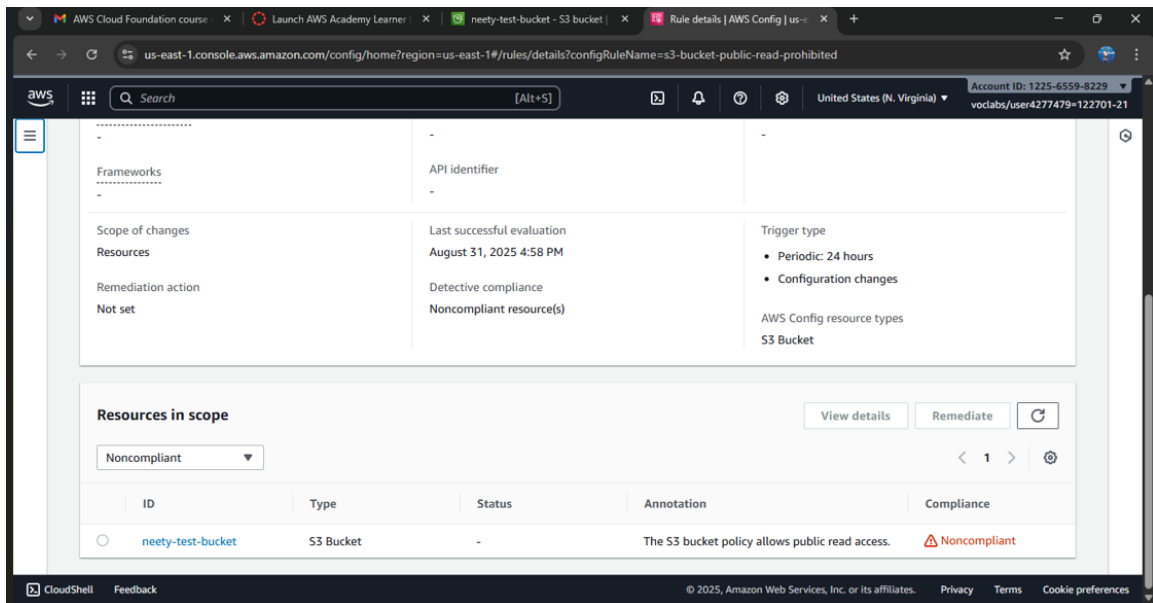 AWS Cloud Foundation course
Launch AWS Academy Learner
neety-test-bucket - S3 bucket |
Rule details | AWS Config | us-e
us-east-1.console.aws.amazon.com/config/home?region=us-east-1#/rules/details?configRuleName=s3-bucket-public-read-prohibited
aws
Search
[Alt+S]
United States (N. Virginia) ▼
Account ID: 1225-6559-8229 ▼
voclabs/user4277479=122701-21
-
-
-
Frameworks
-
API identifier
-
Scope of changes
Resources
Last successful evaluation
August 31, 2025 4:58 PM
Trigger type
• Periodic: 24 hours
• Configuration changes
Remediation action
Not set
Detective compliance
Noncompliant resource(s)
AWS Config resource types
S3 Bucket
Resources in scope
View details
Remediate
Noncompliant ▼
< 1 >
ID Type Status Annotation Compliance
neety-test-bucket S3 Bucket - The S3 bucket policy allows public read access. Noncompliant
CloudShell Feedback © 2025, Amazon Web Services, Inc. or its affiliates. Privacy Terms Cookie preferences